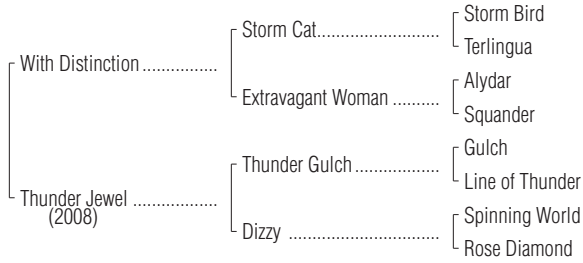 Storm Bird
Storm Cat......................................
Terlingua
With Distinction ......................
Alydar
Extravagant Woman ..............
Squander
Gulch
Thunder Gulch .........................
Line of Thunder
Thunder Jewel .........................
(2008)
Spinning World
Dizzy ............................................
Rose Diamond